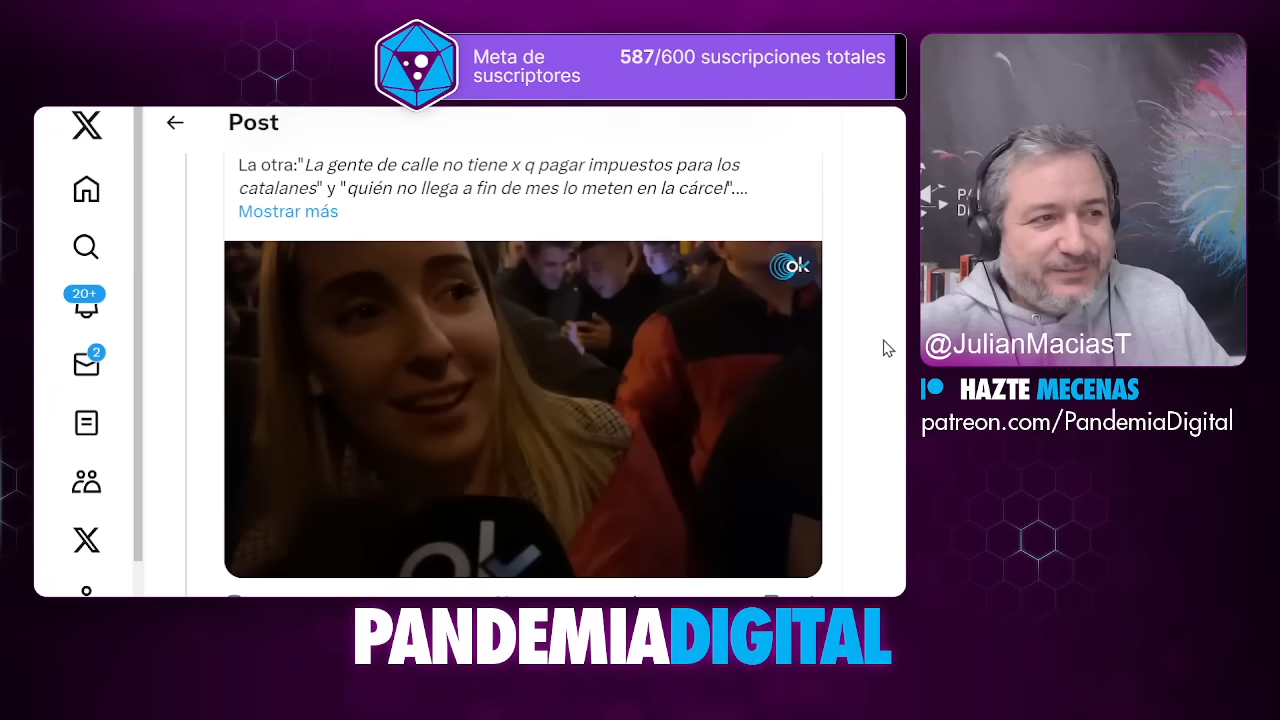 Meta de
suscriptores
587/600 suscripciones totales
Post
La otra:"La gente de calle no tiene x q pagar impuestos para los
catalanes" y "quién no llega a fin de mes lo meten en la cárcel"....
Mostrar más
20+
2
ok
ok
@JulianMaciasT
HAZTE MECENAS
patreon.com/PandemiaDigital
PANDEMIADIGITAL